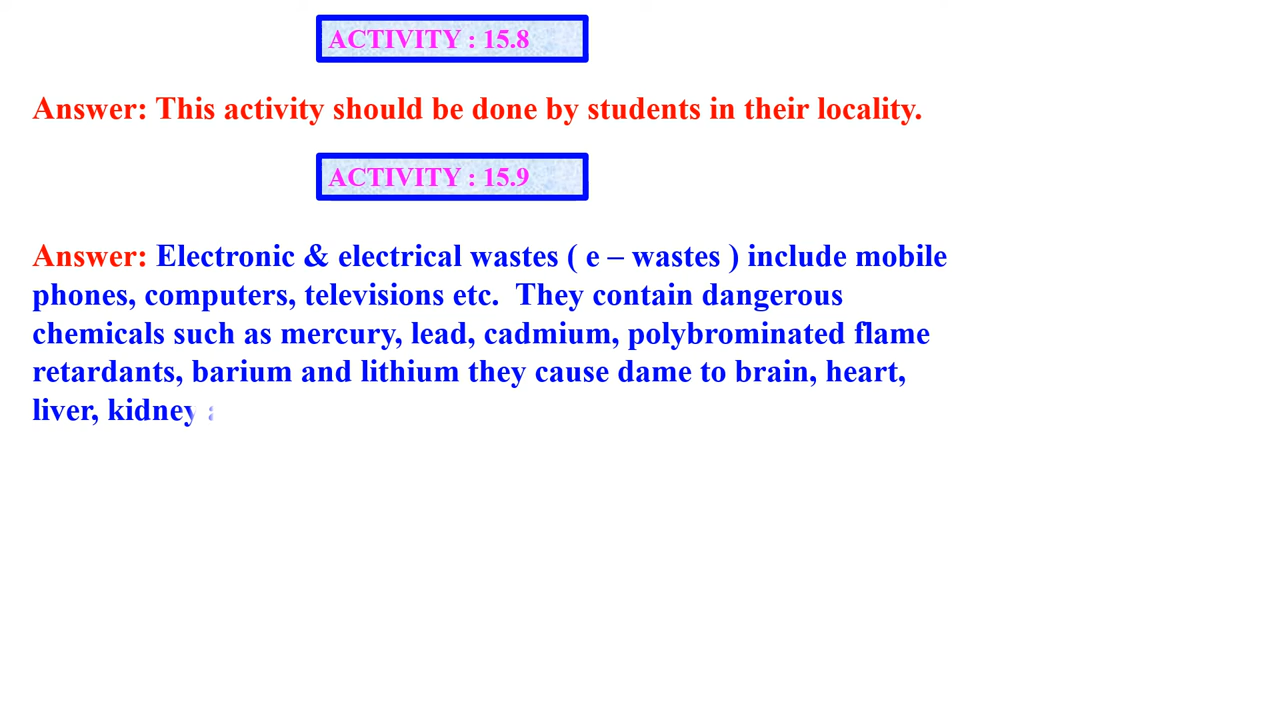 ACTIVITY : 15.8
Answer: This activity should be done by students in their locality.
ACTIVITY : 15.9
Answer: Electronic & electrical wastes ( e – wastes ) include mobile
phones, computers, televisions etc. They contain dangerous
chemicals such as mercury, lead, cadmium, polybrominated flame
retardants, barium and lithium they cause dame to brain, heart,
liver, kidney